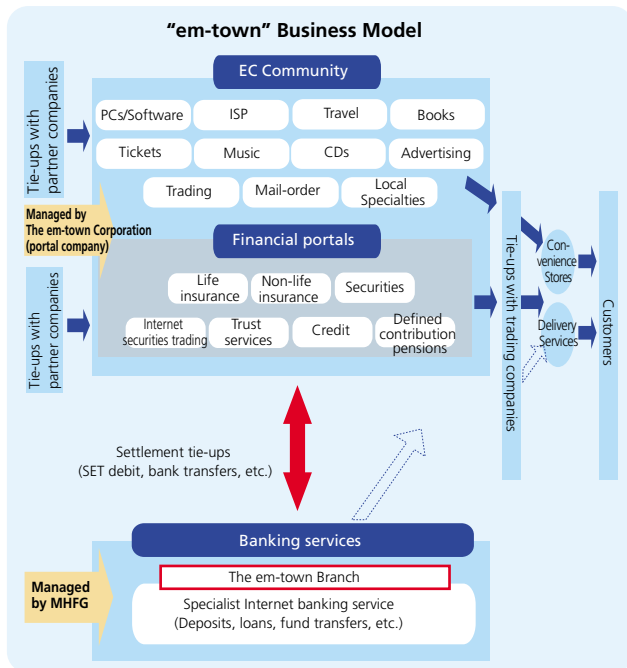 "em-town" Business Model
EC Community
Tie-ups with
partner companies
PCs/Software
ISP
Travel
Books
Tickets
Music
CDs
Advertising
Trading
Mail-order
Local
Specialties
Managed by
The em-town Corporation
(portal company)
Financial portals
Life
insurance
Non-life
insurance
Securities
Internet
securities trading
Trust
services
Credit
Defined
contribution
pensions
Tie-ups with
partner companies
Tie-ups with trading companies
Con-
venience
Stores
Delivery
Services
Customers
Settlement tie-ups
(SET debit, bank transfers, etc.)
Banking services
Managed
by MHFG
The em-town Branch
Specialist Internet banking service
(Deposits, loans, fund transfers, etc.)